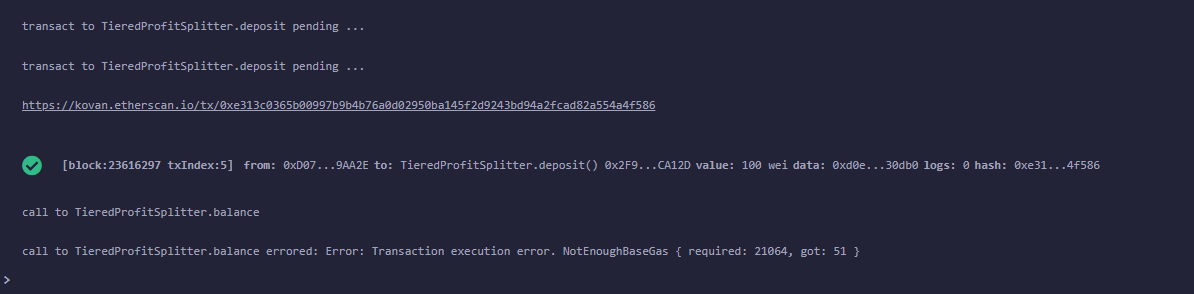 transact to TieredProfitSplitter.deposit pending ...
transact to TieredProfitSplitter.deposit pending ...
https://kovan.etherscan.io/tx/0xe313c0365b00997b9b4b76a0d02950ba145f2d9243bd94a2fcad82a554a4f586
[block:23616297 txIndex:5] from: 0xD07...9AA2E to: TieredProfitSplitter.deposit() 0x2F9...CA12D value: 100 wei data: 0xd0e...30db0 logs: 0 hash: 0xe31...4f586
call to TieredProfitSplitter.balance
call to TieredProfitSplitter.balance errored: Error: Transaction execution error. NotEnoughBaseGas { required: 21064, got: 51 }
>